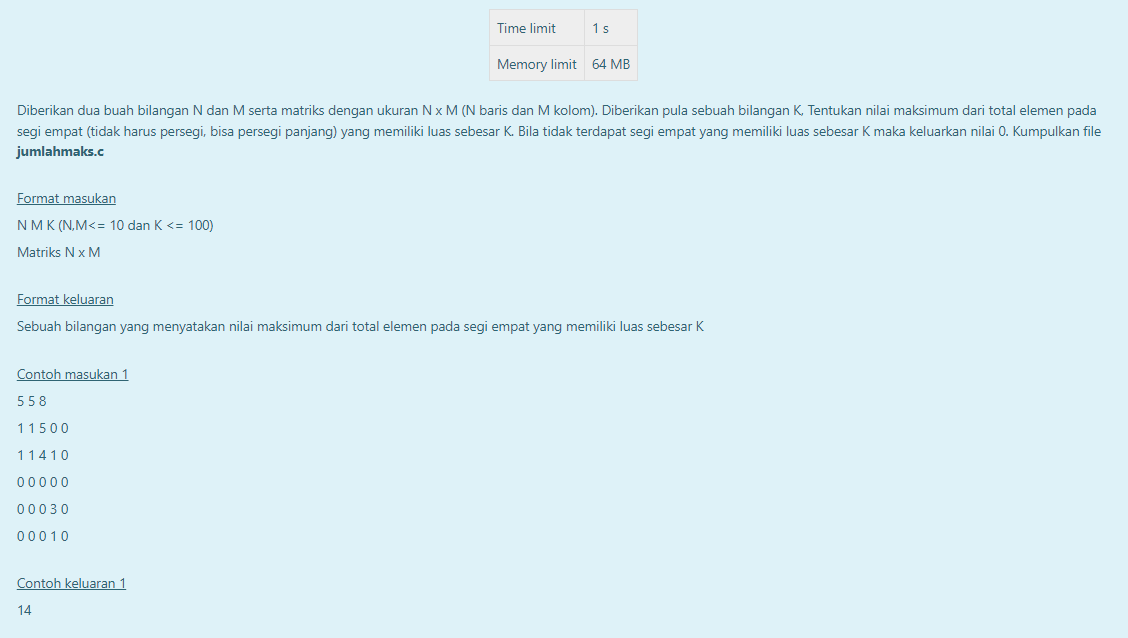 Time limit 1 s
Memory limit 64 MB
Diberikan dua buah bilangan N dan M serta matriks dengan ukuran N x M (N baris dan M kolom). Diberikan pula sebuah bilangan K, Tentukan nilai maksimum dari total elemen pada
segi empat (tidak harus persegi, bisa persegi panjang) yang memiliki luas sebesar K. Bila tidak terdapat segi empat yang memiliki luas sebesar K maka keluarkan nilai 0. Kumpulkan file
jumlahmaks.c
Format masukan
N M K (N,M<= 10 dan K <= 100)
Matriks N x M
Format keluaran
Sebuah bilangan yang menyatakan nilai maksimum dari total elemen pada segi empat yang memiliki luas sebesar K
Contoh masukan 1
5 5 8
1 1 5 0 0
1 1 4 1 0
0 0 0 0 0
0 0 0 3 0
0 0 0 1 0
Contoh keluaran 1
14